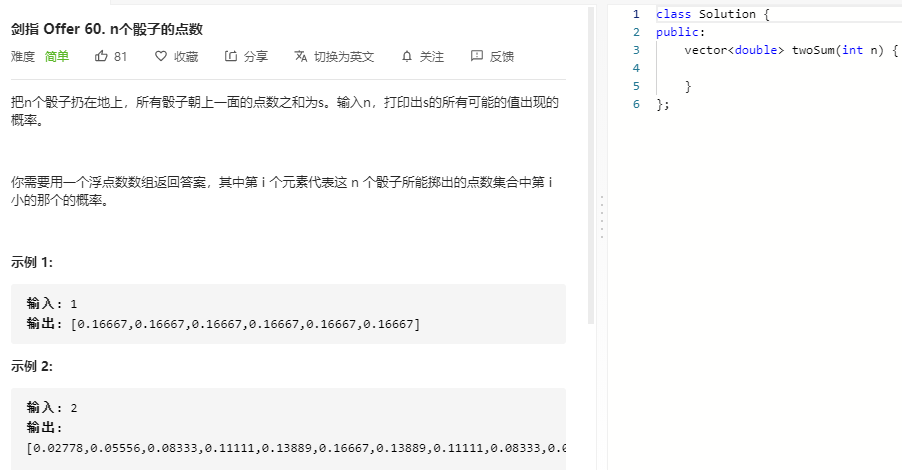 剑指 Offer 60. n个骰子的点数
难度 简单 81 收藏 分享 切换为英文 关注 反馈
把n个骰子扔在地上，所有骰子朝上一面的点数之和为s。输入n，打印出s的所有可能的值出现的
概率。
你需要用一个浮点数数组返回答案，其中第 i 个元素代表这 n 个骰子所能掷出的点数集合中第 i
小的那个的概率。
示例 1:
输入: 1
输出: [0.16667,0.16667,0.16667,0.16667,0.16667,0.16667]
示例 2:
输入: 2
输出:
[0.02778,0.05556,0.08333,0.11111,0.13889,0.16667,0.13889,0.11111,0.08333,0.0
1 class Solution {
2 public:
3     vector<double> twoSum(int n) {
4
5     }
6 };